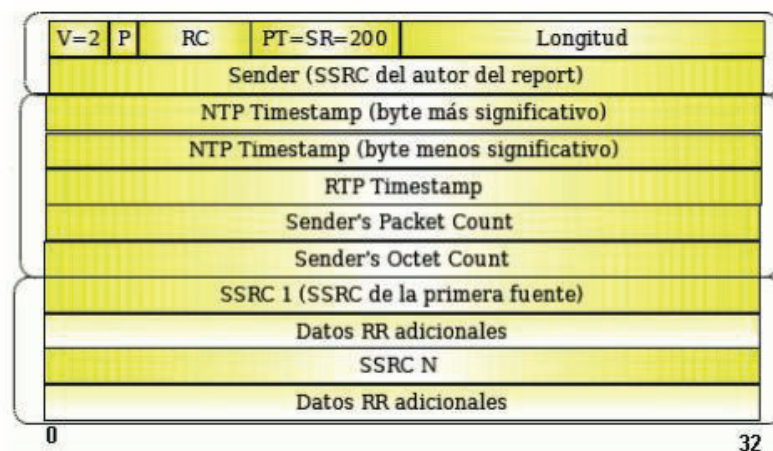 V=2 P RC PT=SR=200 Longitud
Sender (SSRC del autor del report)
NTP Timestamp (byte más significativo)
NTP Timestamp (byte menos significativo)
RTP Timestamp
Sender's Packet Count
Sender's Octet Count
SSRC 1 (SSRC de la primera fuente)
Datos RR adicionales
SSRC N
Datos RR adicionales
0 32